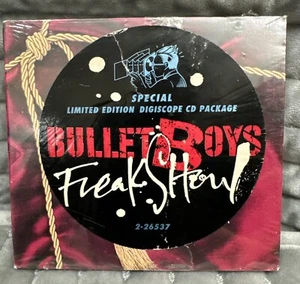 SPECIAL
LIMITED EDITION DIGISCOPE CD PACKAGE
BULLETBOYS
FreakShow
2-26537